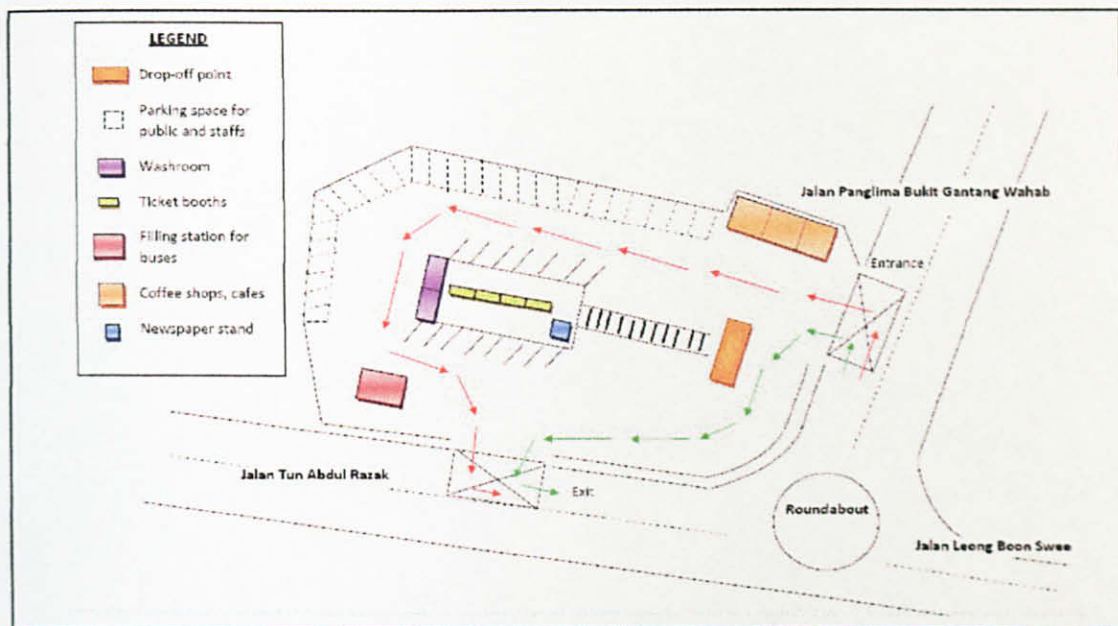 LEGEND
Drop-off point
Parking space for
public and staffs
Washroom
Ticket booths
Filling station for
buses
Coffee shops, cafes
Newspaper stand
Jalan Panglima Bukit Gantang Wahab
Entrance
Jalan Tun Abdul Razak
Exit
Roundabout
Jalan Leong Boon Swee